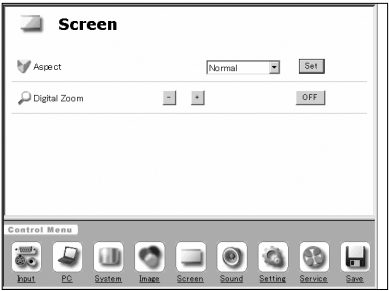 Screen
Aspect Normal Set
Digital Zoom - + OFF
Control Menu
Input PC System Image Screen Sound Setting Service Save